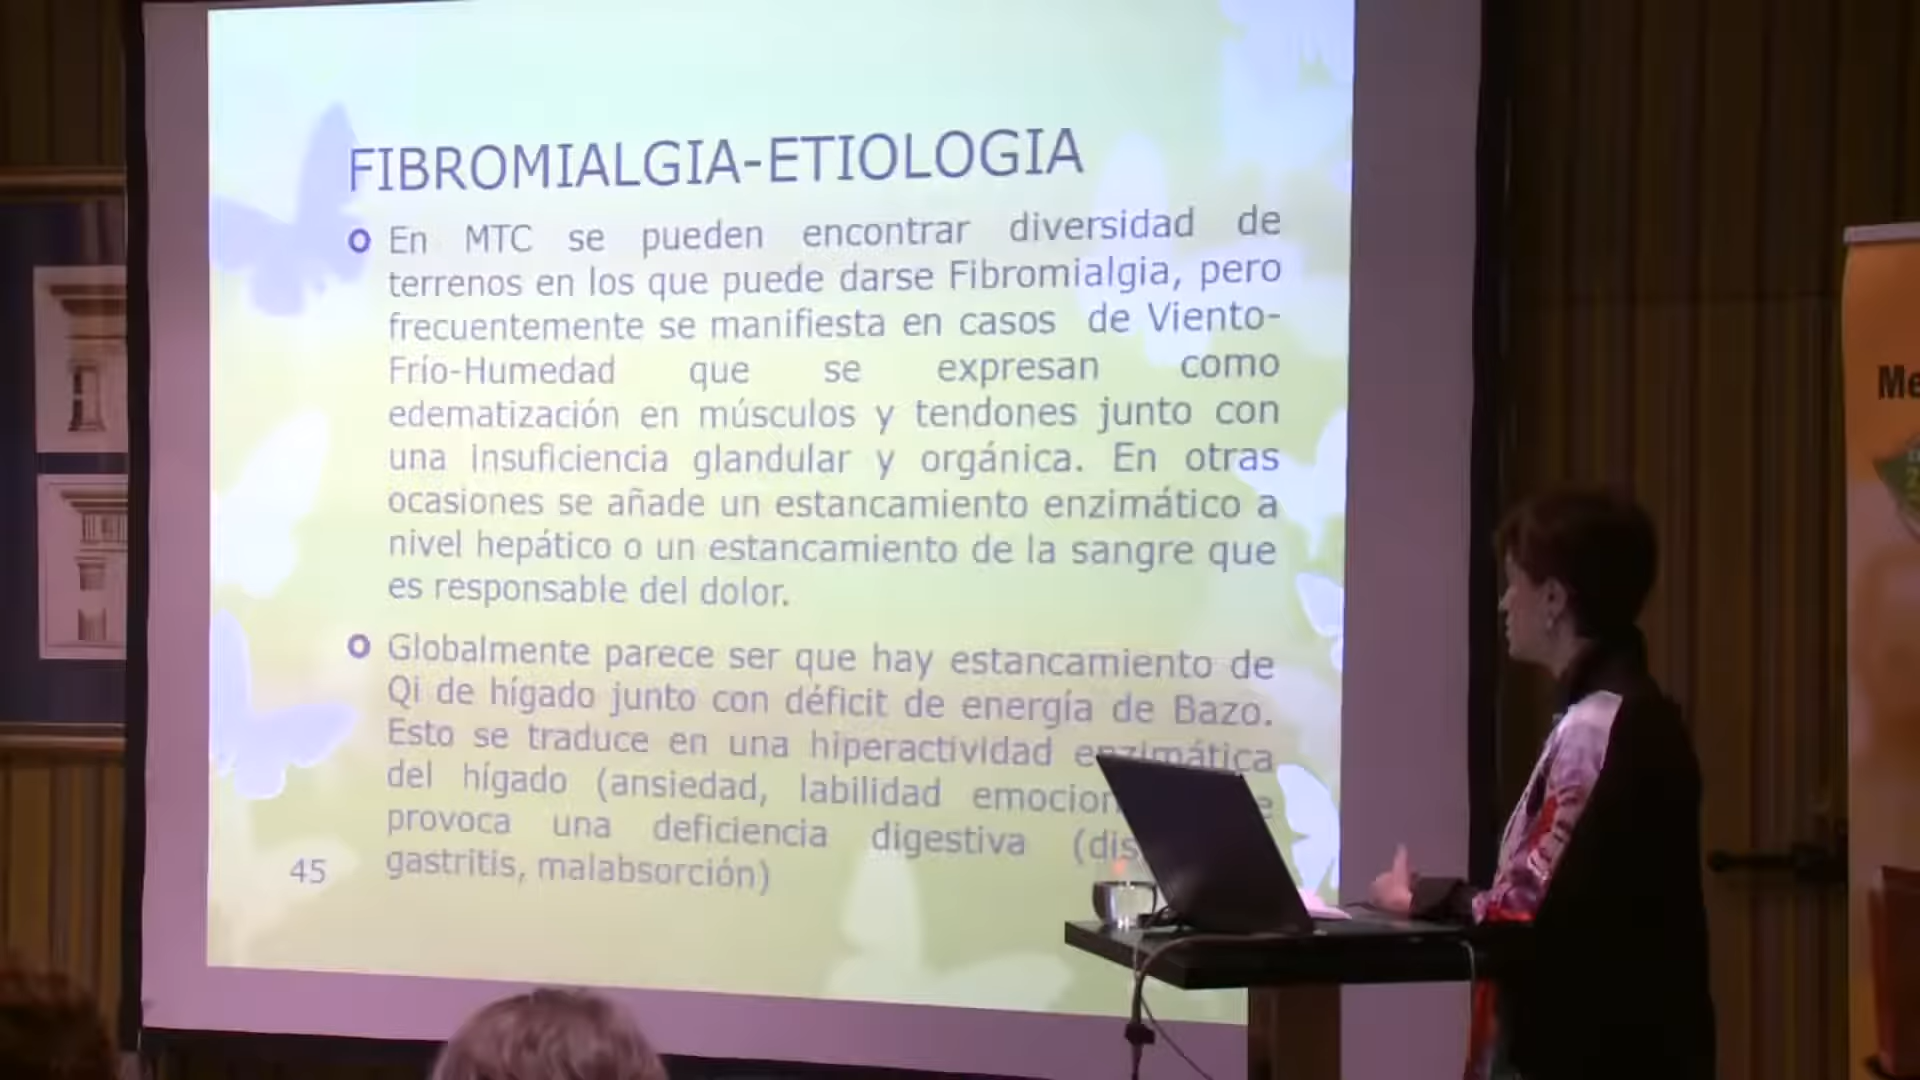 FIBROMIALGIA-ETIOLOGIA
En MTC se pueden encontrar diversidad de
terrenos en los que puede darse Fibromialgia, pero
frecuentemente se manifiesta en casos de Viento-
Frío-Humedad que se expresan como
edematización en músculos y tendones junto con
una insuficiencia glandular y orgánica. En otras
ocasiones se añade un estancamiento enzimático a
nivel hepático o un estancamiento de la sangre que
es responsable del dolor.
Globalmente parece ser que hay estancamiento de
Qi de hígado junto con déficit de energía de Bazo.
Esto se traduce en una hiperactividad enzimática
del hígado (ansiedad, labilidad
provoca una deficiencia digestiva
gastritis, malabsorción)
45